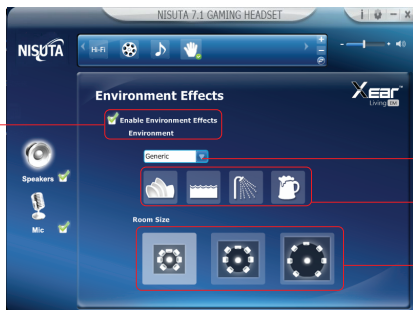 NISUTA 7.1 GAMING HEADSET
NISUTA
Hi-Fi
Environment Effects
Xear
Living
Enable Environment Effects
Environment
Generic
Speakers
Room Size
Mic